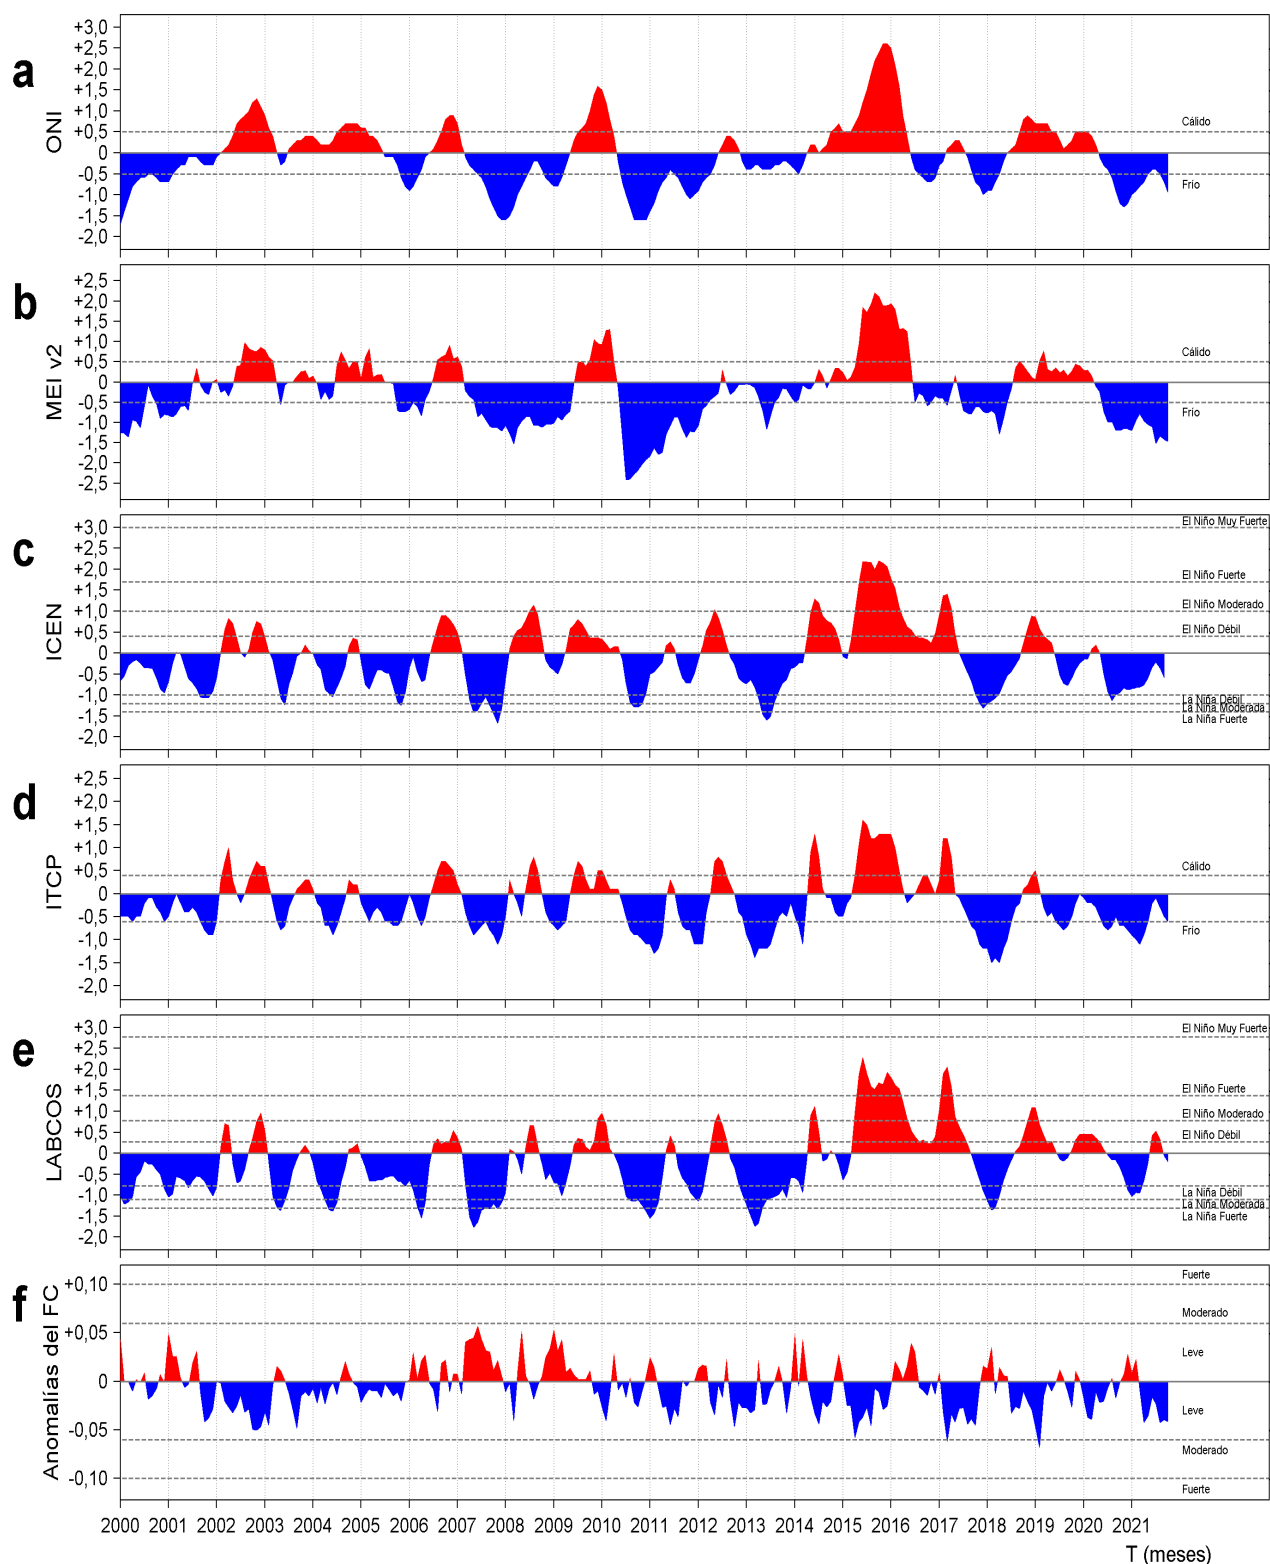 a
ONI
+3,0
+2,5
+2,0
+1,5
+1,0
+0,5
0
-0,5
-1,0
-1,5
-2,0
Cálido
Frío
b
MEI v2
+2,5
+2,0
+1,5
+1,0
+0,5
0
-0,5
-1,0
-1,5
-2,0
-2,5
Cálido
Frío
c
ICEN
+3,0
+2,5
+2,0
+1,5
+1,0
+0,5
0
-0,5
-1,0
-1,5
-2,0
El Niño Muy Fuerte
El Niño Fuerte
El Niño Moderado
El Niño Débil
La Niña Débil
La Niña Moderada
La Niña Fuerte
d
ITCP
+2,5
+2,0
+1,5
+1,0
+0,5
0
-0,5
-1,0
-1,5
-2,0
Cálido
Frío
e
LABCOS
+3,0
+2,5
+2,0
+1,5
+1,0
+0,5
0
-0,5
-1,0
-1,5
-2,0
El Niño Muy Fuerte
El Niño Fuerte
El Niño Moderado
El Niño Débil
La Niña Débil
La Niña Moderada
La Niña Fuerte
f
Anomalías del FC
+0,10
+0,05
0
-0,05
-0,10
Fuerte
Moderado
Leve
Leve
Moderado
Fuerte
2000 2001 2002 2003 2004 2005 2006 2007 2008 2009 2010 2011 2012 2013 2014 2015 2016 2017 2018 2019 2020 2021
T (meses)